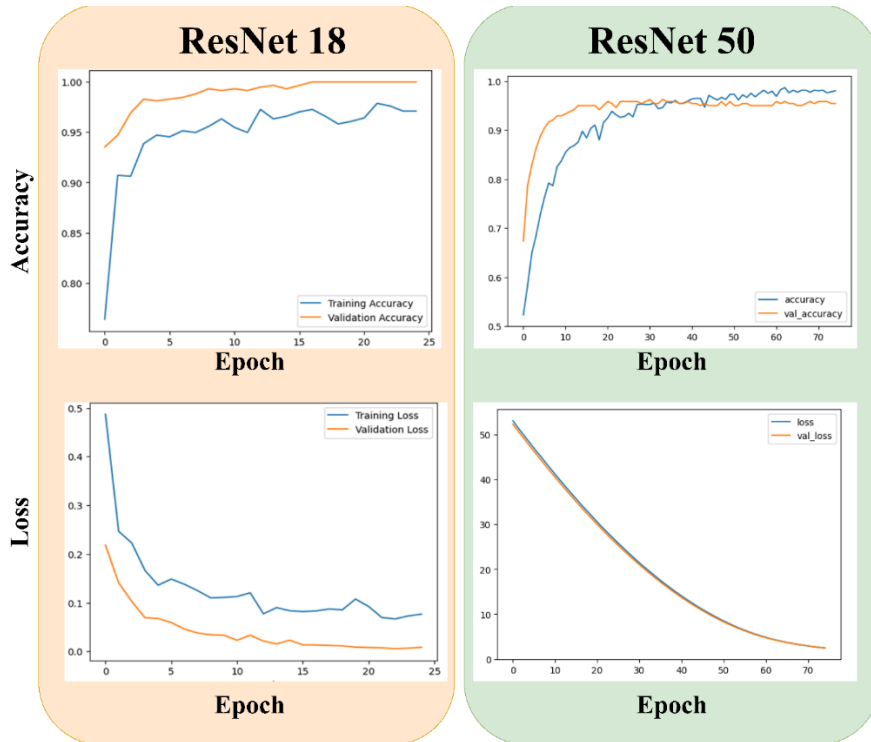 ResNet 18
ResNet 50
Accuracy
1.00
0.95
0.90
0.85
0.80
0 5 10 15 20 25
Training Accuracy
Validation Accuracy
Epoch
1.0
0.9
0.8
0.7
0.6
0.5
0 10 20 30 40 50 60 70
accuracy
val_accuracy
Epoch
Loss
0.5
0.4
0.3
0.2
0.1
0.0
0 5 10 15 20 25
Training Loss
Validation Loss
Epoch
50
40
30
20
10
0
0 10 20 30 40 50 60 70
loss
val_loss
Epoch